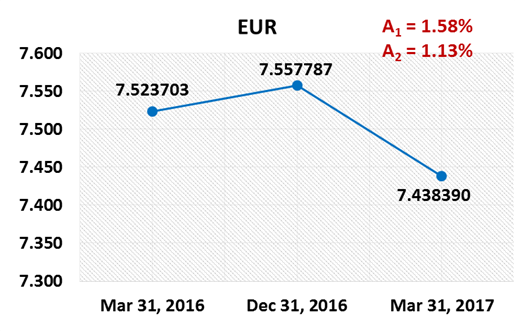 EUR
A1 = 1.58%
A2 = 1.13%
7.600
7.550
7.500
7.450
7.400
7.350
7.300
7.523703
7.557787
7.438390
Mar 31, 2016
Dec 31, 2016
Mar 31, 2017